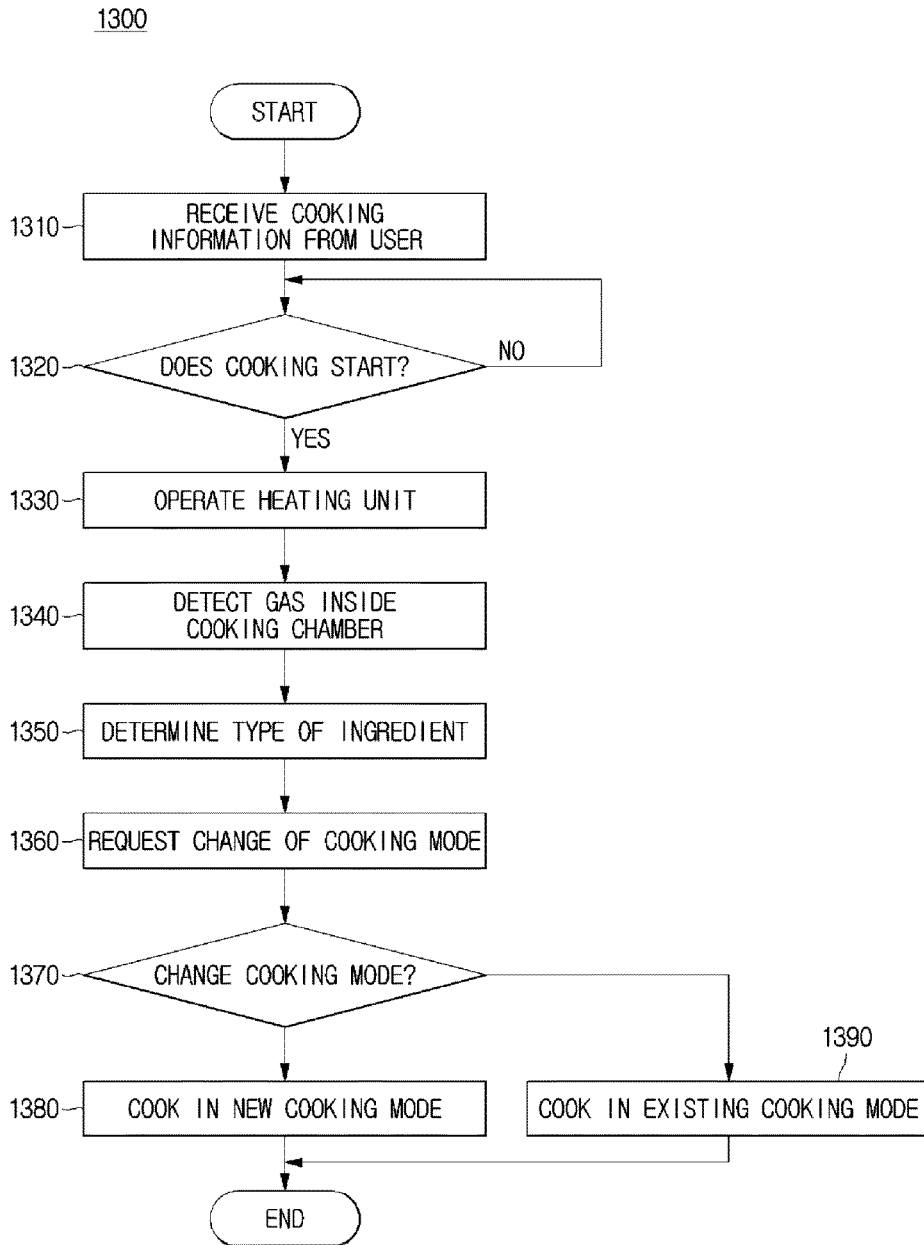 1300
START
1310
RECEIVE COOKING
INFORMATION FROM USER
1320
DOES COOKING START?
NO
YES
1330
OPERATE HEATING UNIT
1340
DETECT GAS INSIDE
COOKING CHAMBER
1350
DETERMINE TYPE OF INGREDIENT
1360
REQUEST CHANGE OF COOKING MODE
1370
CHANGE COOKING MODE?
1380
COOK IN NEW COOKING MODE
1390
COOK IN EXISTING COOKING MODE
END